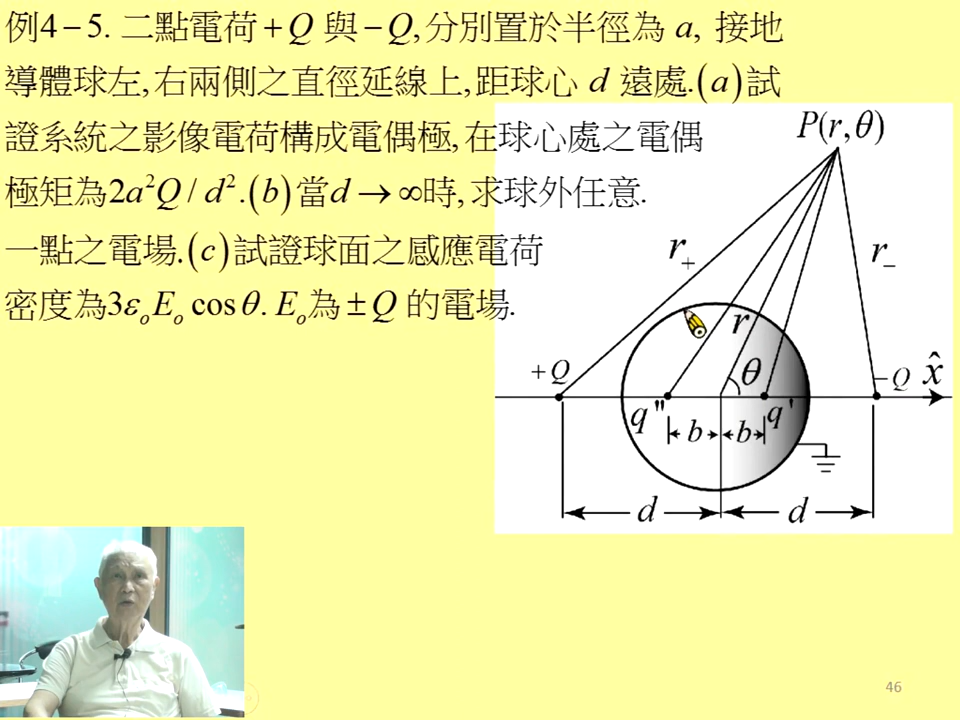 例4－5. 二點電荷＋Q 與－Q,分別置於半徑為 a, 接地
導體球左,右兩側之直徑延線上,距球心 d 遠處.(a)試
證系統之影像電荷構成電偶極,在球心處之電偶
極矩為2a²Q / d².(b)當d → ∞時,求球外任意.
一點之電場.(c)試證球面之感應電荷
密度為3εₒEₒ cosθ. Eₒ為±Q 的電場.
P(r,θ)
r₊
r₋
r
+Q
θ
−Q
x̂
q"
q'
b
b
d
d
46